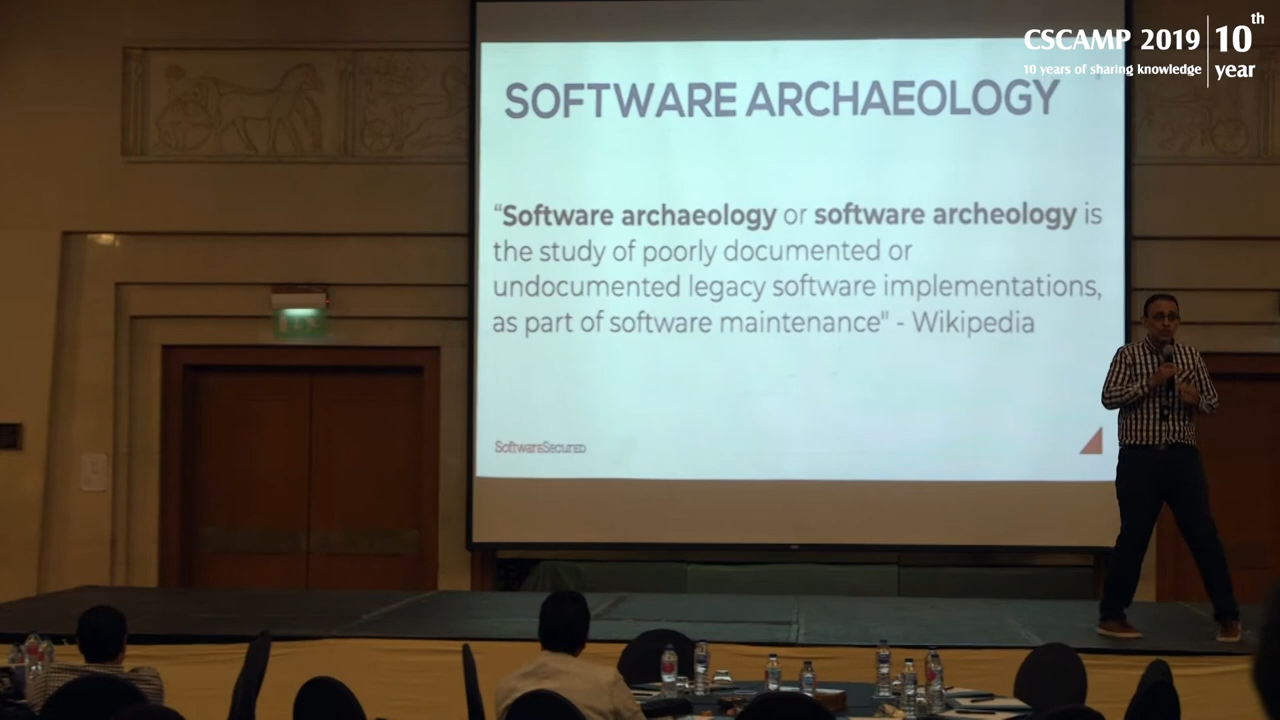 CSCAMP 2019
10 years of sharing knowledge
10th
year
SOFTWARE ARCHAEOLOGY
“Software archaeology or software archeology is
the study of poorly documented or
undocumented legacy software implementations,
as part of software maintenance" - Wikipedia
SoftwareSecured